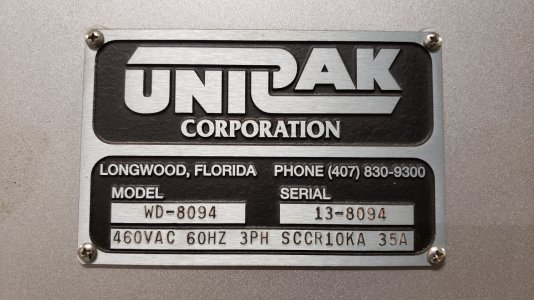 UNIPAK
CORPORATION
LONGWOOD, FLORIDA PHONE (407) 830-9300
MODEL SERIAL
WD-8094 13-8094
460VAC 60HZ 3PH SCCR10KA 35A